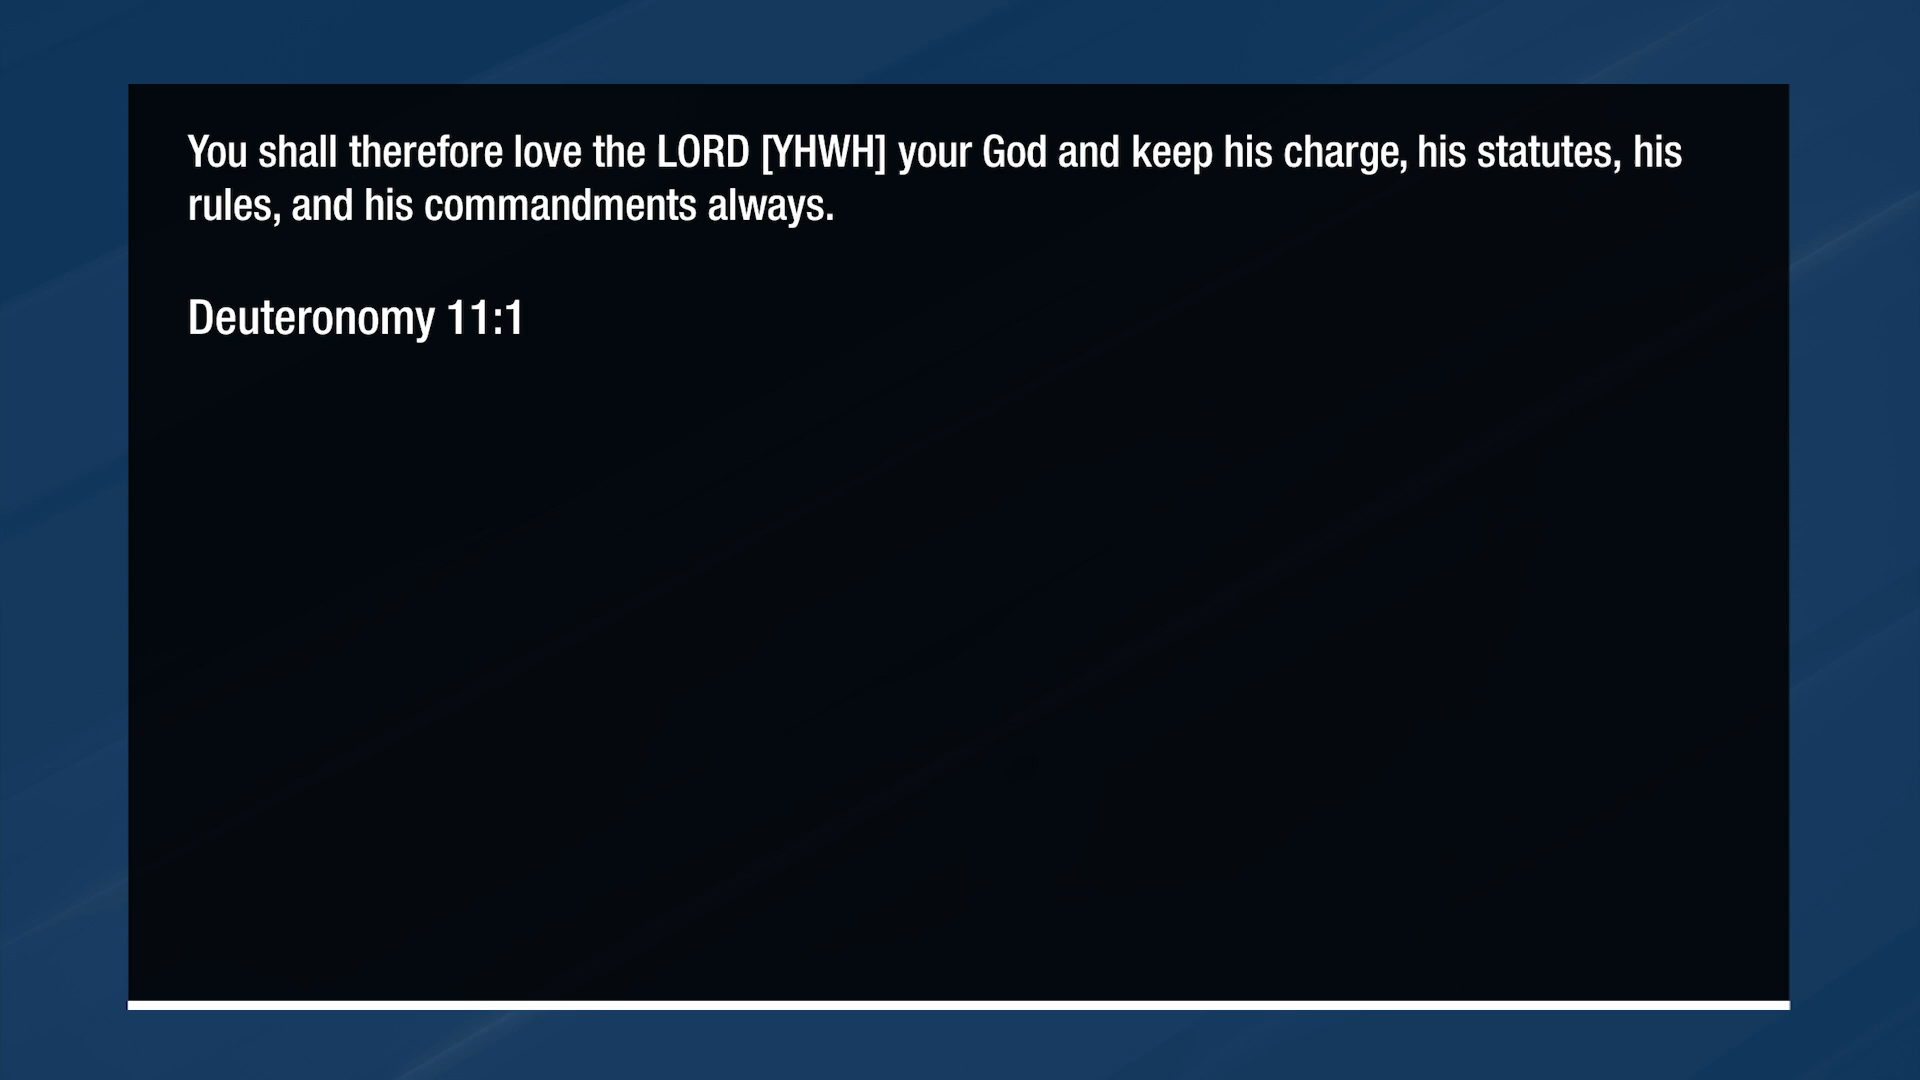 You shall therefore love the LORD [YHWH] your God and keep his charge, his statutes, his
rules, and his commandments always.
Deuteronomy 11:1